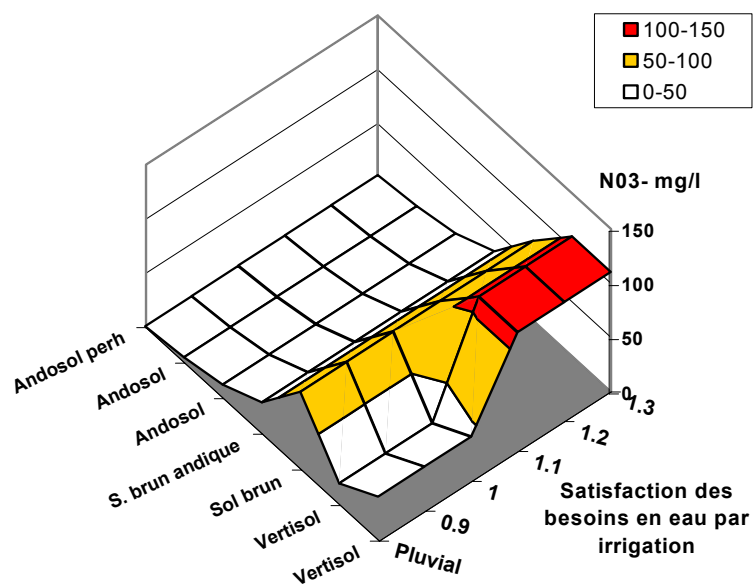 100-150
50-100
0-50
N03- mg/l
150
100
50
0
Andosol perh
Andosol
Andosol
S. brun andique
Sol brun
Vertisol
Vertisol
Pluvial
0.9
1
1.1
1.2
1.3
Satisfaction des
besoins en eau par
irrigation